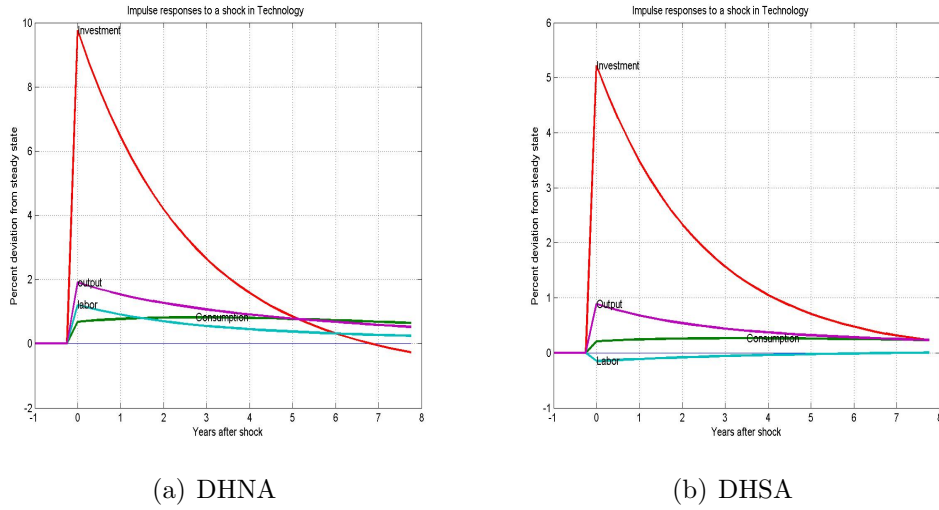 Impulse responses to a shock in Technology
10
8
6
4
2
0
-2
-1
0
1
2
3
4
5
6
7
8
Percent deviation from steady state
Years after shock
Investment
output
labor
Consumption
(a) DHNA
Impulse responses to a shock in Technology
6
5
4
3
2
1
0
-1
-1
0
1
2
3
4
5
6
7
8
Percent deviation from steady state
Years after shock
Investment
Output
Consumption
Labor
(b) DHSA